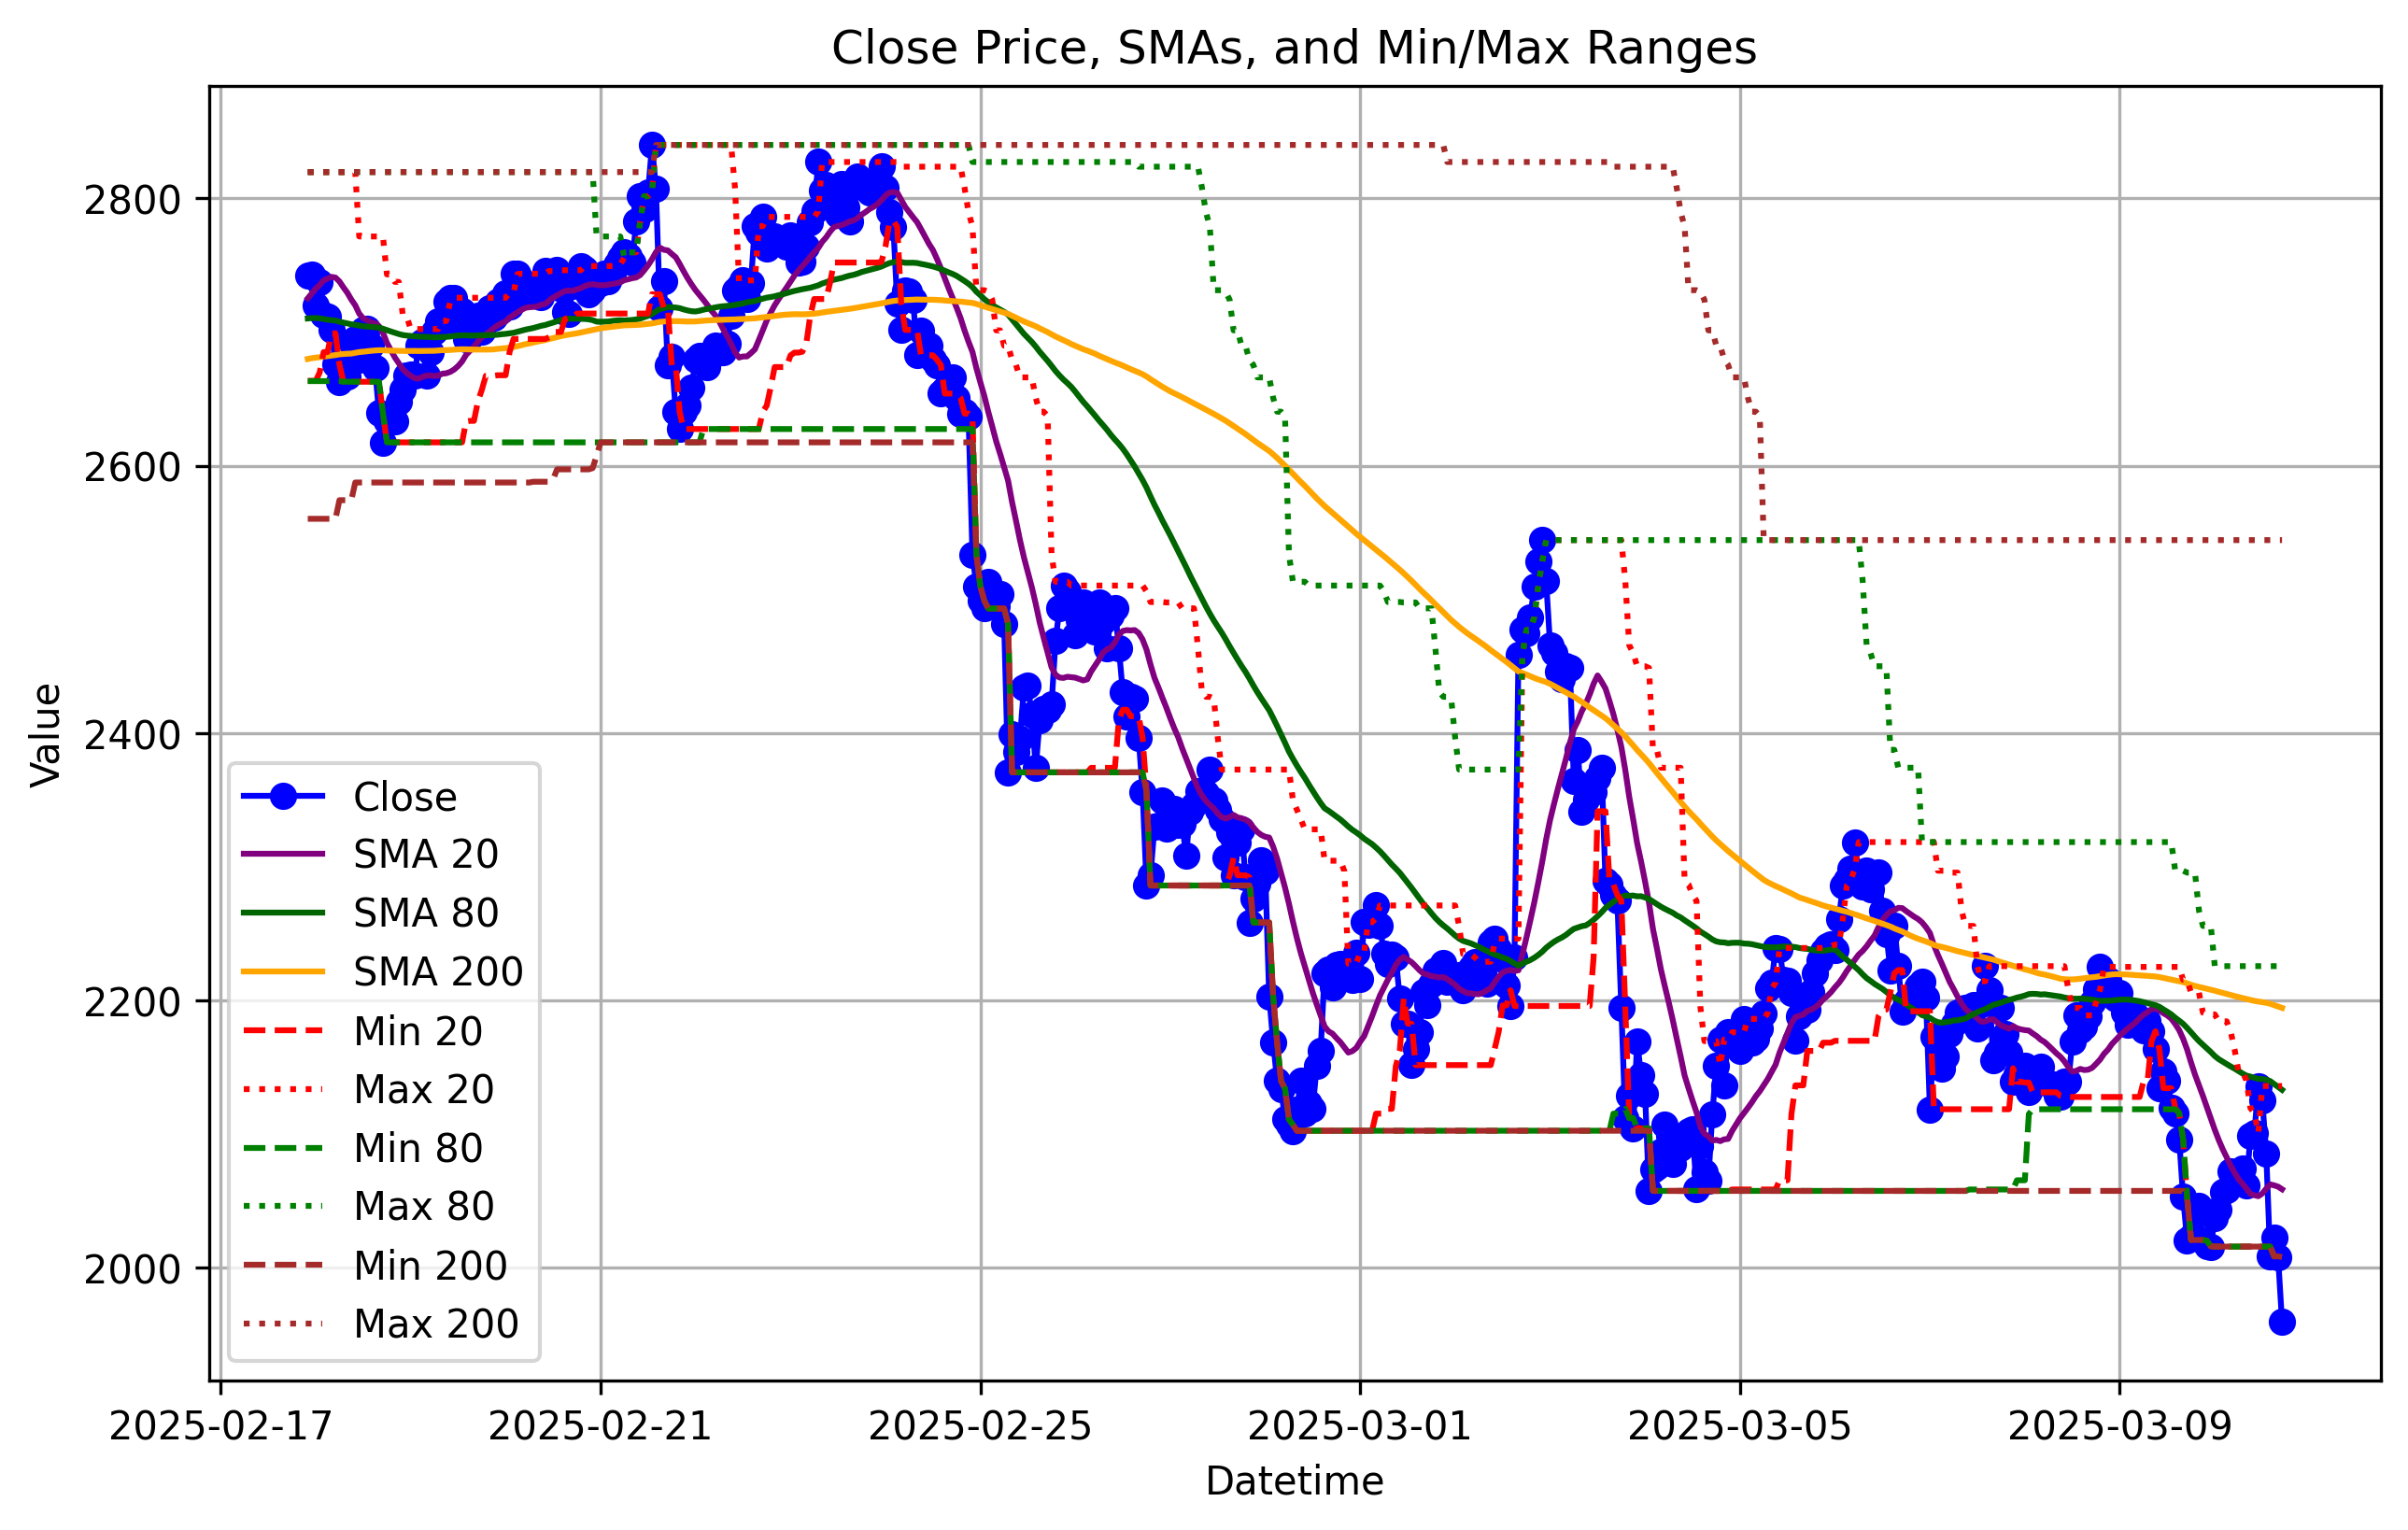 Close Price, SMAs, and Min/Max Ranges
Value
2800
2600
2400
2200
2000
Close
SMA 20
SMA 80
SMA 200
Min 20
Max 20
Min 80
Max 80
Min 200
Max 200
2025-02-17 2025-02-21 2025-02-25 2025-03-01 2025-03-05 2025-03-09
Datetime